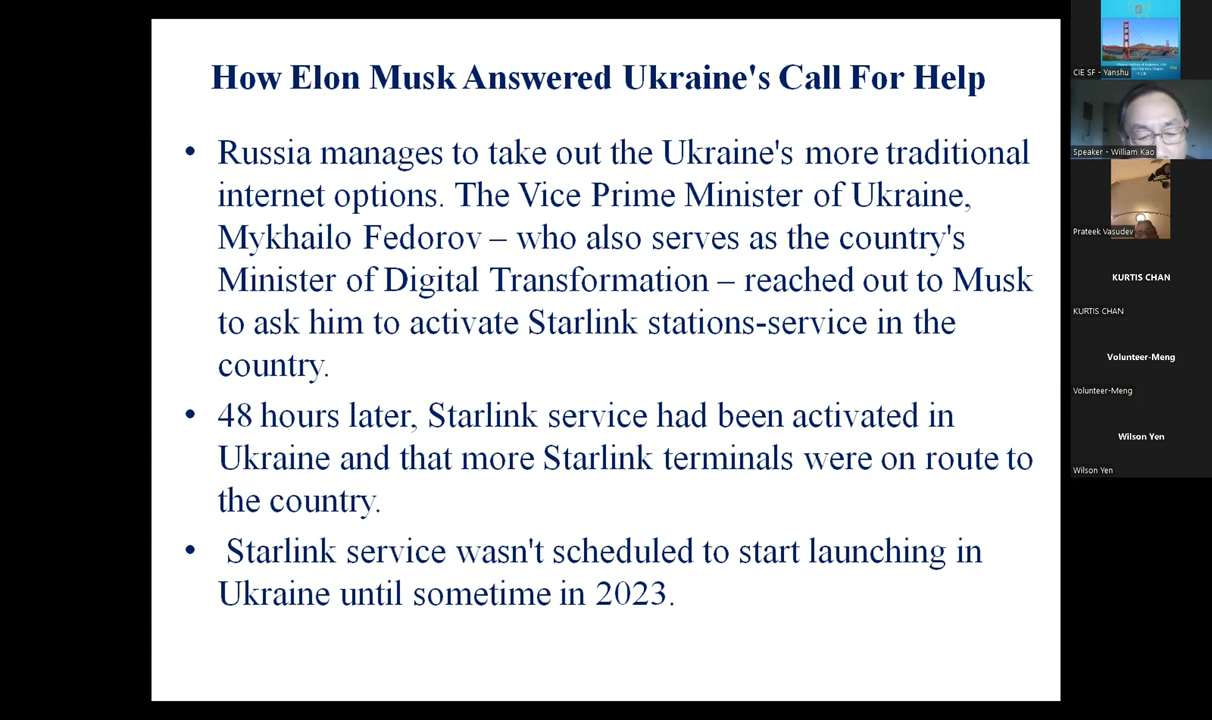 How Elon Musk Answered Ukraine's Call For Help
• Russia manages to take out the Ukraine's more traditional
internet options. The Vice Prime Minister of Ukraine,
Mykhailo Fedorov – who also serves as the country's
Minister of Digital Transformation – reached out to Musk
to ask him to activate Starlink stations-service in the
country.
• 48 hours later, Starlink service had been activated in
Ukraine and that more Starlink terminals were on route to
the country.
• Starlink service wasn't scheduled to start launching in
Ukraine until sometime in 2023.
CIE SF - Yanshu
Speaker - William Kao
Prateek Vasudev
KURTIS CHAN
KURTIS CHAN
Volunteer-Meng
Volunteer-Meng
Wilson Yen
Wilson Yen